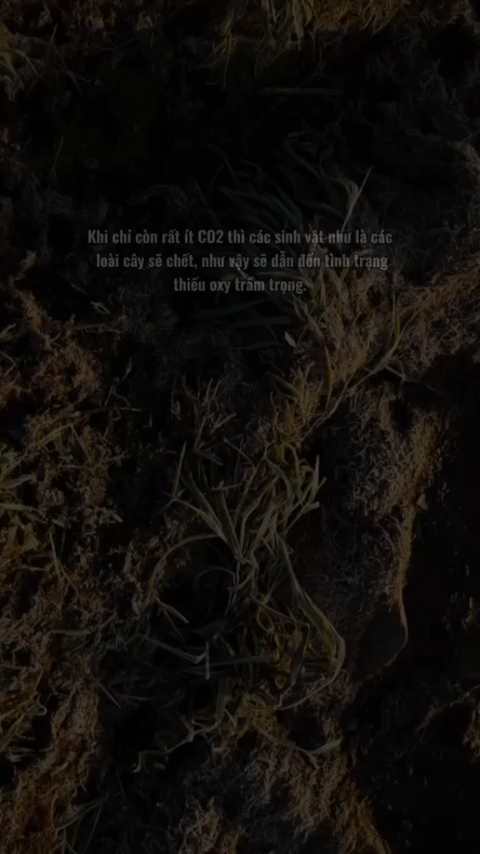 Khi chỉ còn rất ít CO2 thì các sinh vật như là các
loài cây sẽ chết, như vậy sẽ dẫn đến tình trạng
thiếu oxy trầm trọng.